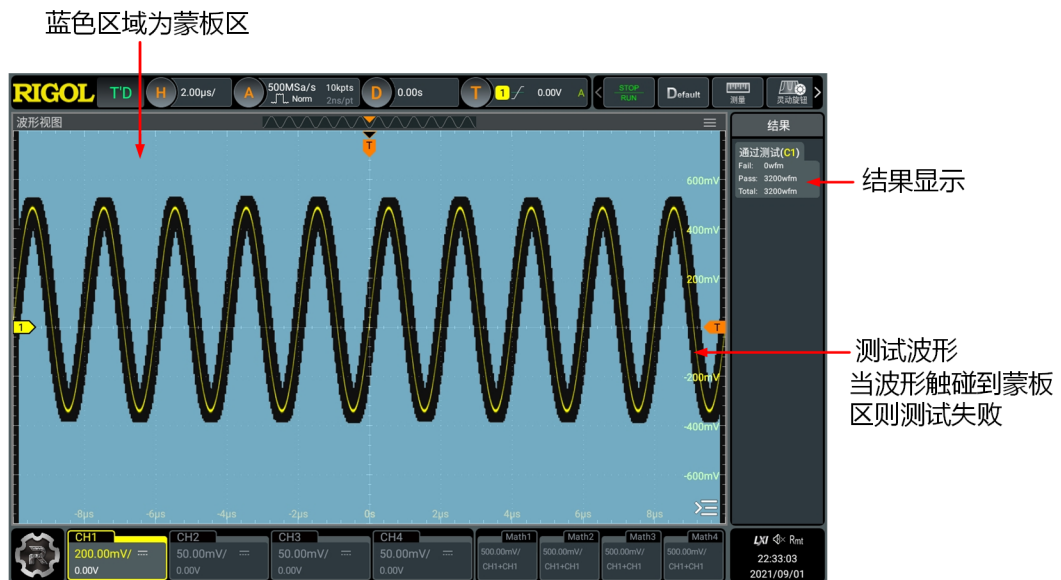 蓝色区域为蒙板区
RIGOL T'D H 2.00μs/ A 500MSa/s 10kpts D 0.00s T 1 0.00V A STOP Default 测量 灵动旋钮
Norm 2ns/pt RUN
波形视图
T
结果
通过测试(C1)
Fail: 0wfm
Pass: 3200wfm
Total: 3200wfm
结果显示
600mV
400mV
200mV
1
T
-200mV
-400mV
-600mV
测试波形
当波形触碰到蒙板
区则测试失败
-8μs -6μs -4μs -2μs 0s 2μs 4μs 6μs 8μs
CH1 CH2 CH3 CH4 Math1 Math2 Math3 Math4
200.00mV/ 50.00mV/ 50.00mV/ 50.00mV/ 500.00mV/ 500.00mV/ 500.00mV/ 500.00mV/
0.00V 0.00V 0.00V 0.00V CH1+CH1 CH1+CH1 CH1+CH1 CH1+CH1
LXI Rmt
22:33:03
2021/09/01